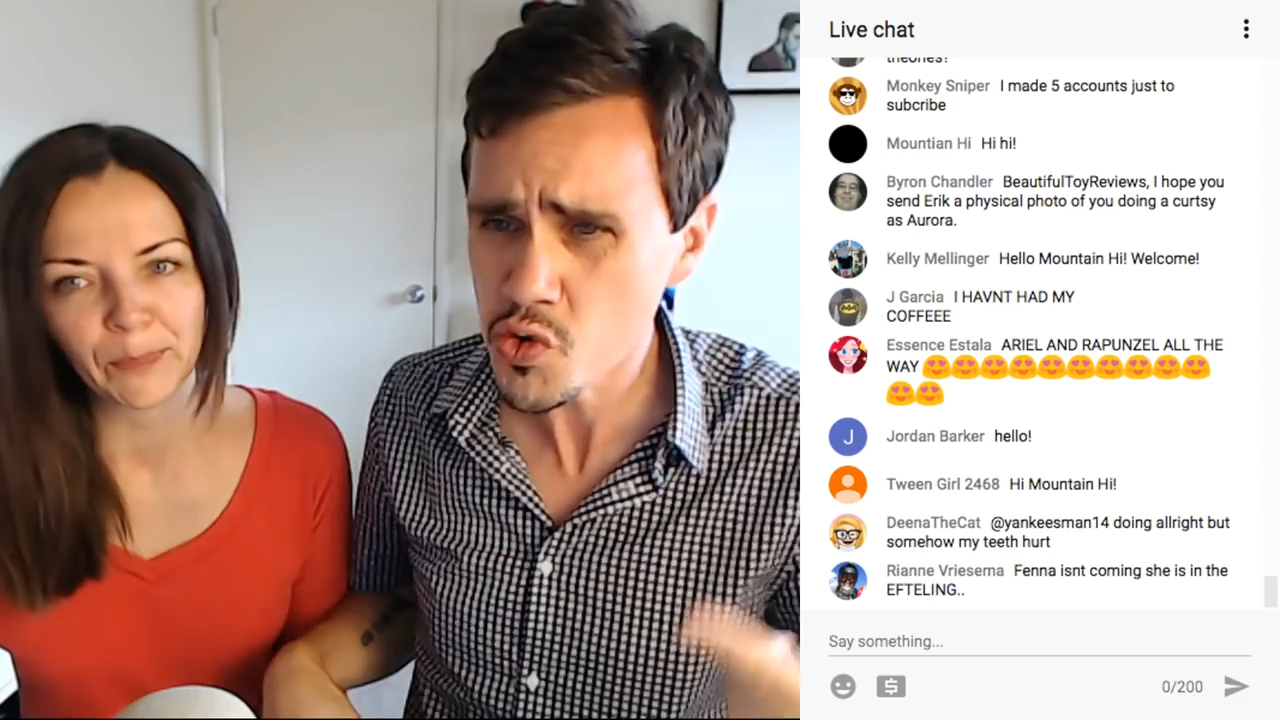 Live chat
theories?
Monkey Sniper I made 5 accounts just to
subcribe
Mountian Hi Hi hi!
Byron Chandler BeautifulToyReviews, I hope you
send Erik a physical photo of you doing a curtsy
as Aurora.
Kelly Mellinger Hello Mountain Hi! Welcome!
J Garcia I HAVNT HAD MY
COFFEEE
Essence Estala ARIEL AND RAPUNZEL ALL THE
WAY 😍😍😍😍😍😍😍😍😍😍
😍😍
J
Jordan Barker hello!
Tween Girl 2468 Hi Mountain Hi!
DeenaTheCat @yankeesman14 doing allright but
somehow my teeth hurt
Rianne Vriesema Fenna isnt coming she is in the
EFTELING..
Say something...
$
0/200